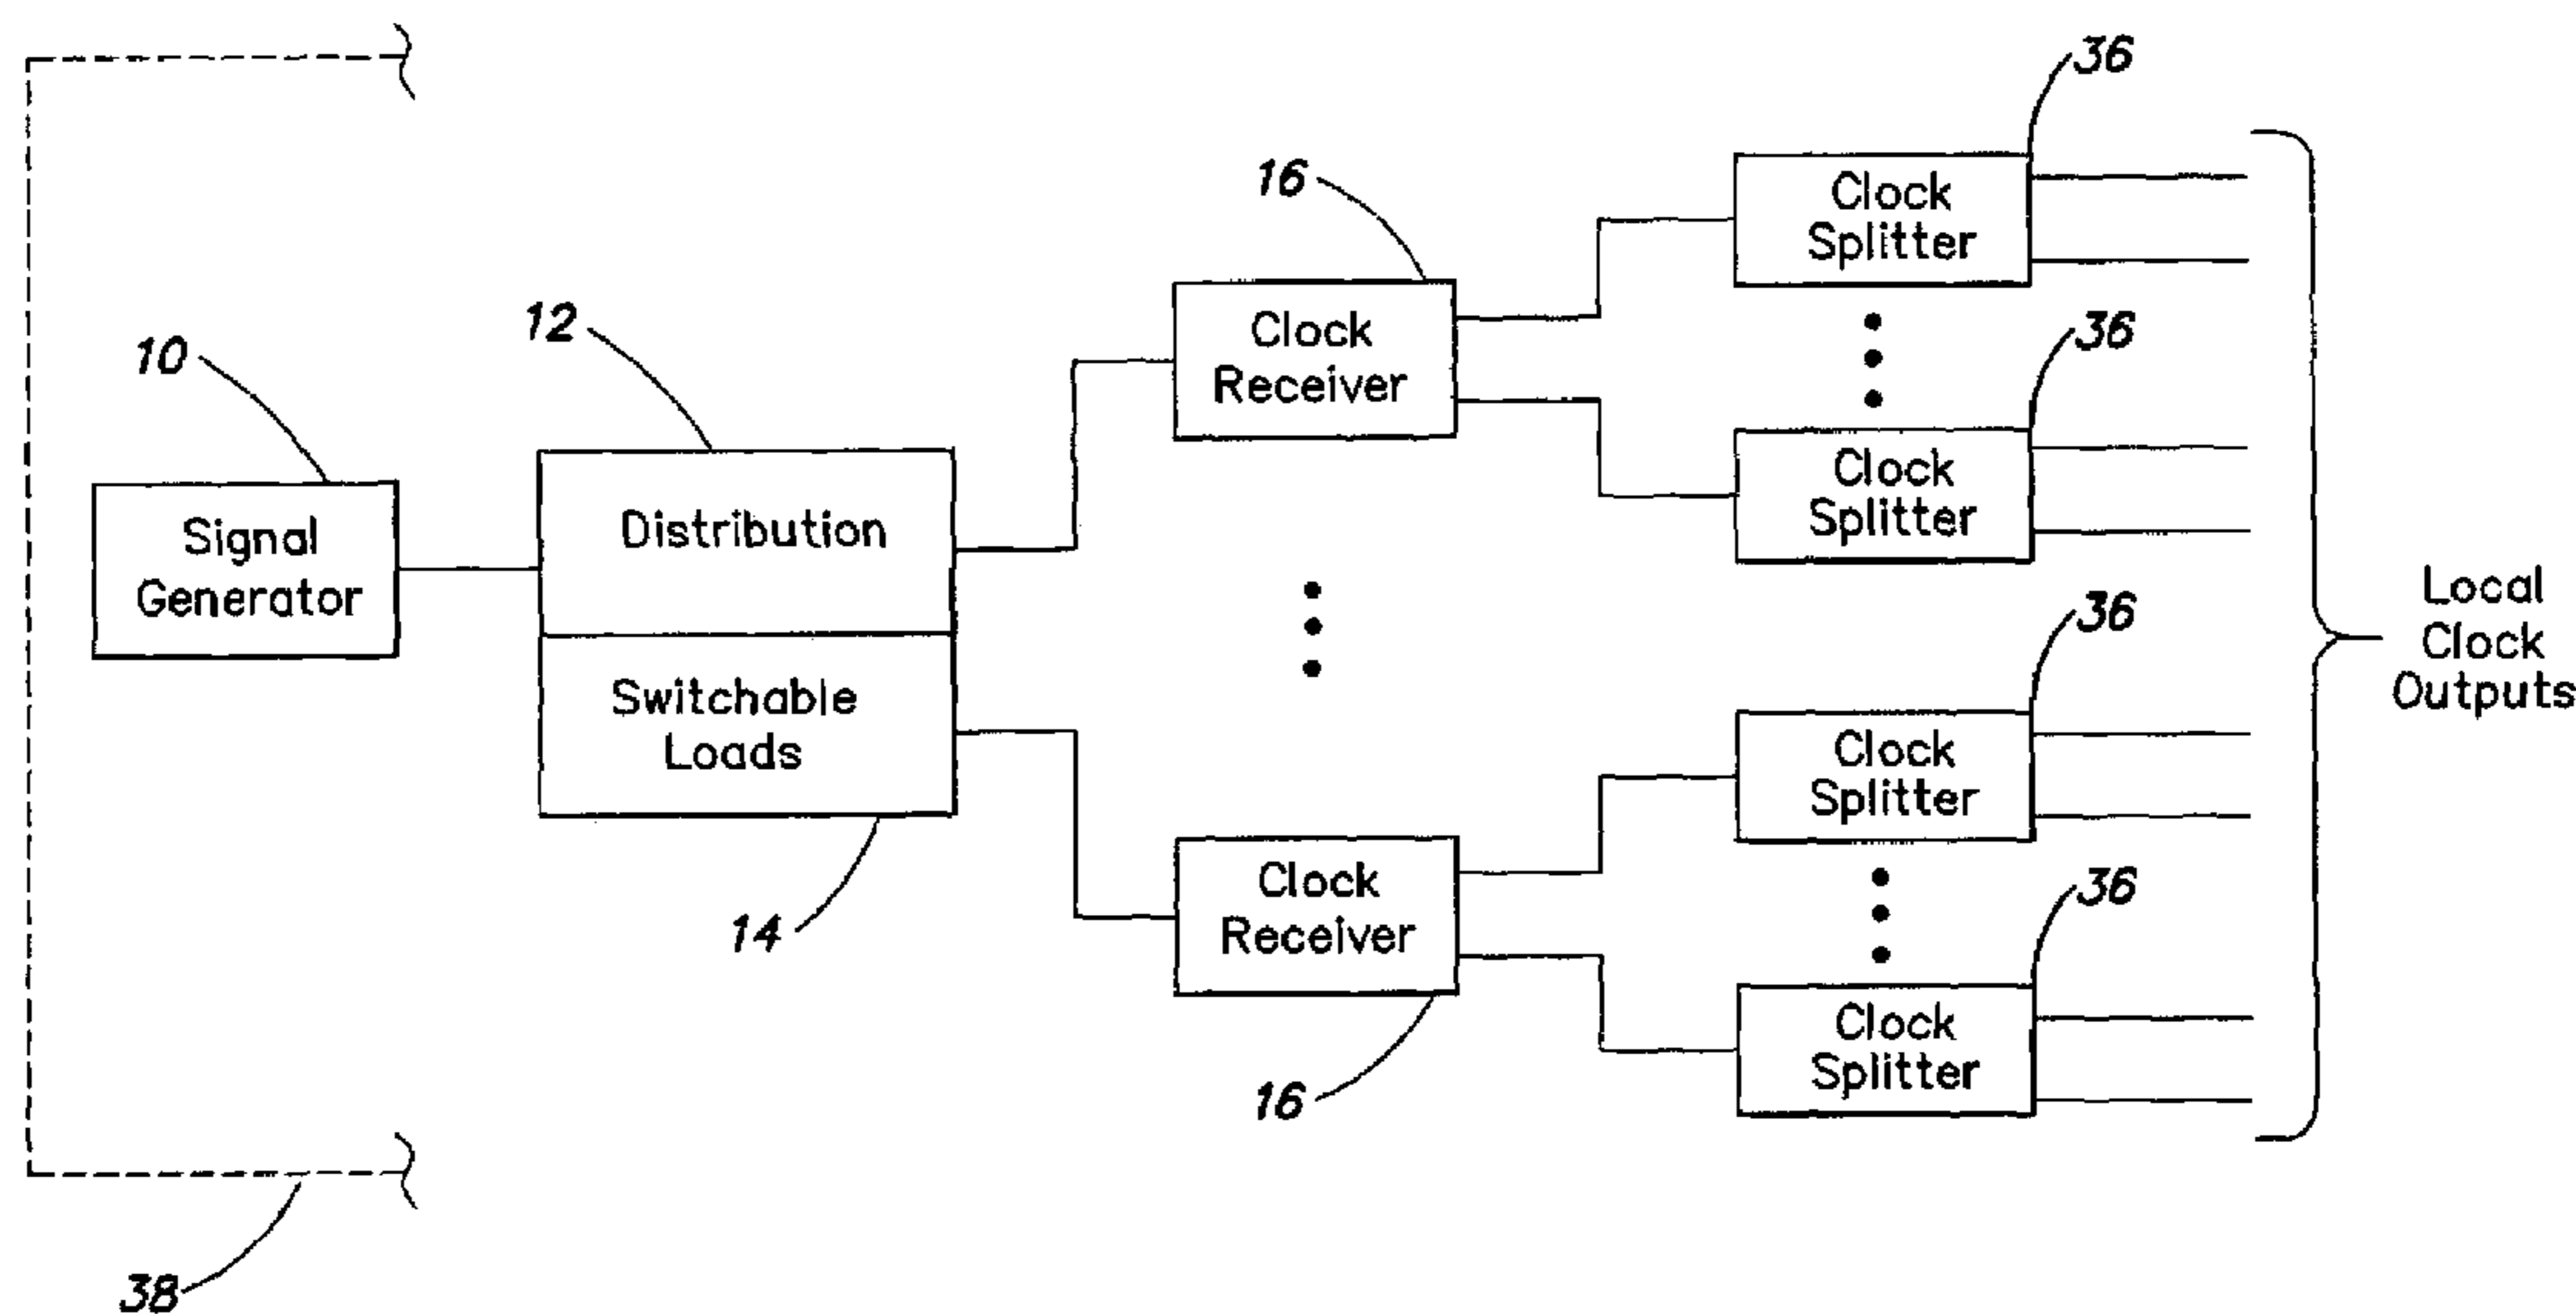 36
16
Clock
Splitter
12
10
Clock
Receiver
36
Clock
Splitter
Signal
Generator
Distribution
Switchable
Loads
14
36
Local
Clock
Outputs
Clock
Splitter
Clock
Receiver
16
36
Clock
Splitter
38